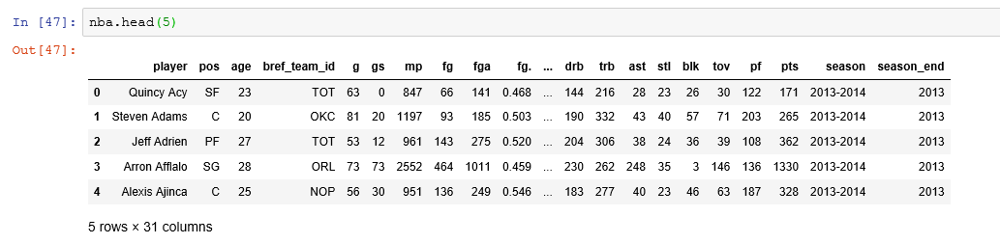 In [47]: nba.head(5)
Out[47]:
player pos age bref_team_id g gs mp fg fga fg. ... drb trb ast stl blk tov pf pts season season_end
0 Quincy Acy SF 23 TOT 63 0 847 66 141 0.468 ... 144 216 28 23 26 30 122 171 2013-2014 2013
1 Steven Adams C 20 OKC 81 20 1197 93 185 0.503 ... 190 332 43 40 57 71 203 265 2013-2014 2013
2 Jeff Adrien PF 27 TOT 53 12 961 143 275 0.520 ... 204 306 38 24 36 39 108 362 2013-2014 2013
3 Arron Afflalo SG 28 ORL 73 73 2552 464 1011 0.459 ... 230 262 248 35 3 146 136 1330 2013-2014 2013
4 Alexis Ajinca C 25 NOP 56 30 951 136 249 0.546 ... 183 277 40 23 46 63 187 328 2013-2014 2013
5 rows × 31 columns